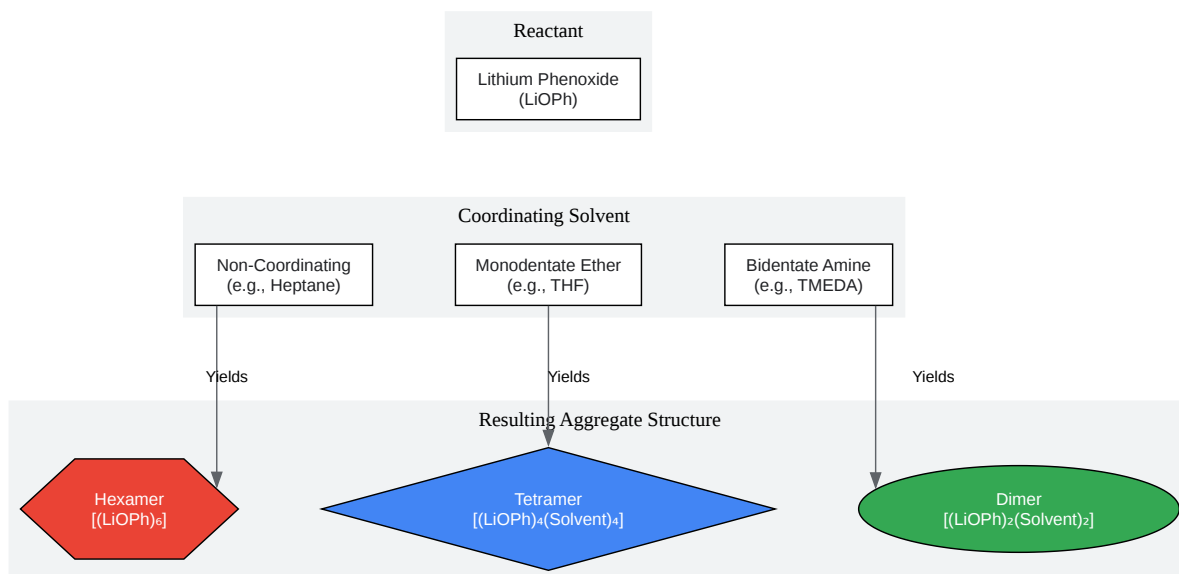 Reactant
Lithium Phenoxide
(LiOPh)
Coordinating Solvent
Non-Coordinating
(e.g., Heptane)
Monodentate Ether
(e.g., THF)
Bidentate Amine
(e.g., TMEDA)
Yields
Yields
Yields
Resulting Aggregate Structure
Hexamer
[(LiOPh)₆]
Tetramer
[(LiOPh)₄(Solvent)₄]
Dimer
[(LiOPh)₂(Solvent)₂]